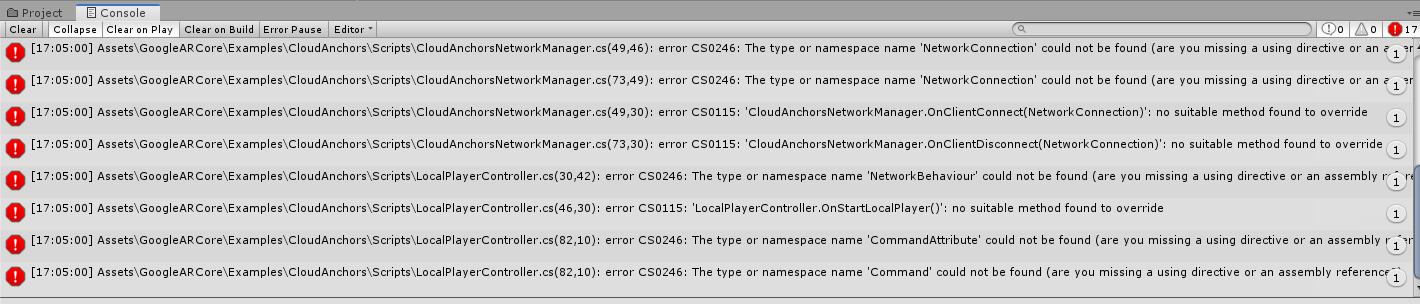 Project Console
Clear Collapse Clear on Play Clear on Build Error Pause Editor 0 0 17
[17:05:00] Assets\GoogleARCore\Examples\CloudAnchors\Scripts\CloudAnchorsNetworkManager.cs(49,46): error CS0246: The type or namespace name 'NetworkConnection' could not be found (are you missing a using directive or an 1
[17:05:00] Assets\GoogleARCore\Examples\CloudAnchors\Scripts\CloudAnchorsNetworkManager.cs(73,49): error CS0246: The type or namespace name 'NetworkConnection' could not be found (are you missing a using directive or an 1
[17:05:00] Assets\GoogleARCore\Examples\CloudAnchors\Scripts\CloudAnchorsNetworkManager.cs(49,30): error CS0115: 'CloudAnchorsNetworkManager.OnClientConnect(NetworkConnection)': no suitable method found to override 1
[17:05:00] Assets\GoogleARCore\Examples\CloudAnchors\Scripts\CloudAnchorsNetworkManager.cs(73,30): error CS0115: 'CloudAnchorsNetworkManager.OnClientDisconnect(NetworkConnection)': no suitable method found to override 1
[17:05:00] Assets\GoogleARCore\Examples\CloudAnchors\Scripts\LocalPlayerController.cs(30,42): error CS0246: The type or namespace name 'NetworkBehaviour' could not be found (are you missing a using directive or an assembly 1
[17:05:00] Assets\GoogleARCore\Examples\CloudAnchors\Scripts\LocalPlayerController.cs(46,30): error CS0115: 'LocalPlayerController.OnStartLocalPlayer()': no suitable method found to override 1
[17:05:00] Assets\GoogleARCore\Examples\CloudAnchors\Scripts\LocalPlayerController.cs(82,10): error CS0246: The type or namespace name 'CommandAttribute' could not be found (are you missing a using directive or an assembly 1
[17:05:00] Assets\GoogleARCore\Examples\CloudAnchors\Scripts\LocalPlayerController.cs(82,10): error CS0246: The type or namespace name 'Command' could not be found (are you missing a using directive or an assembly reference 1